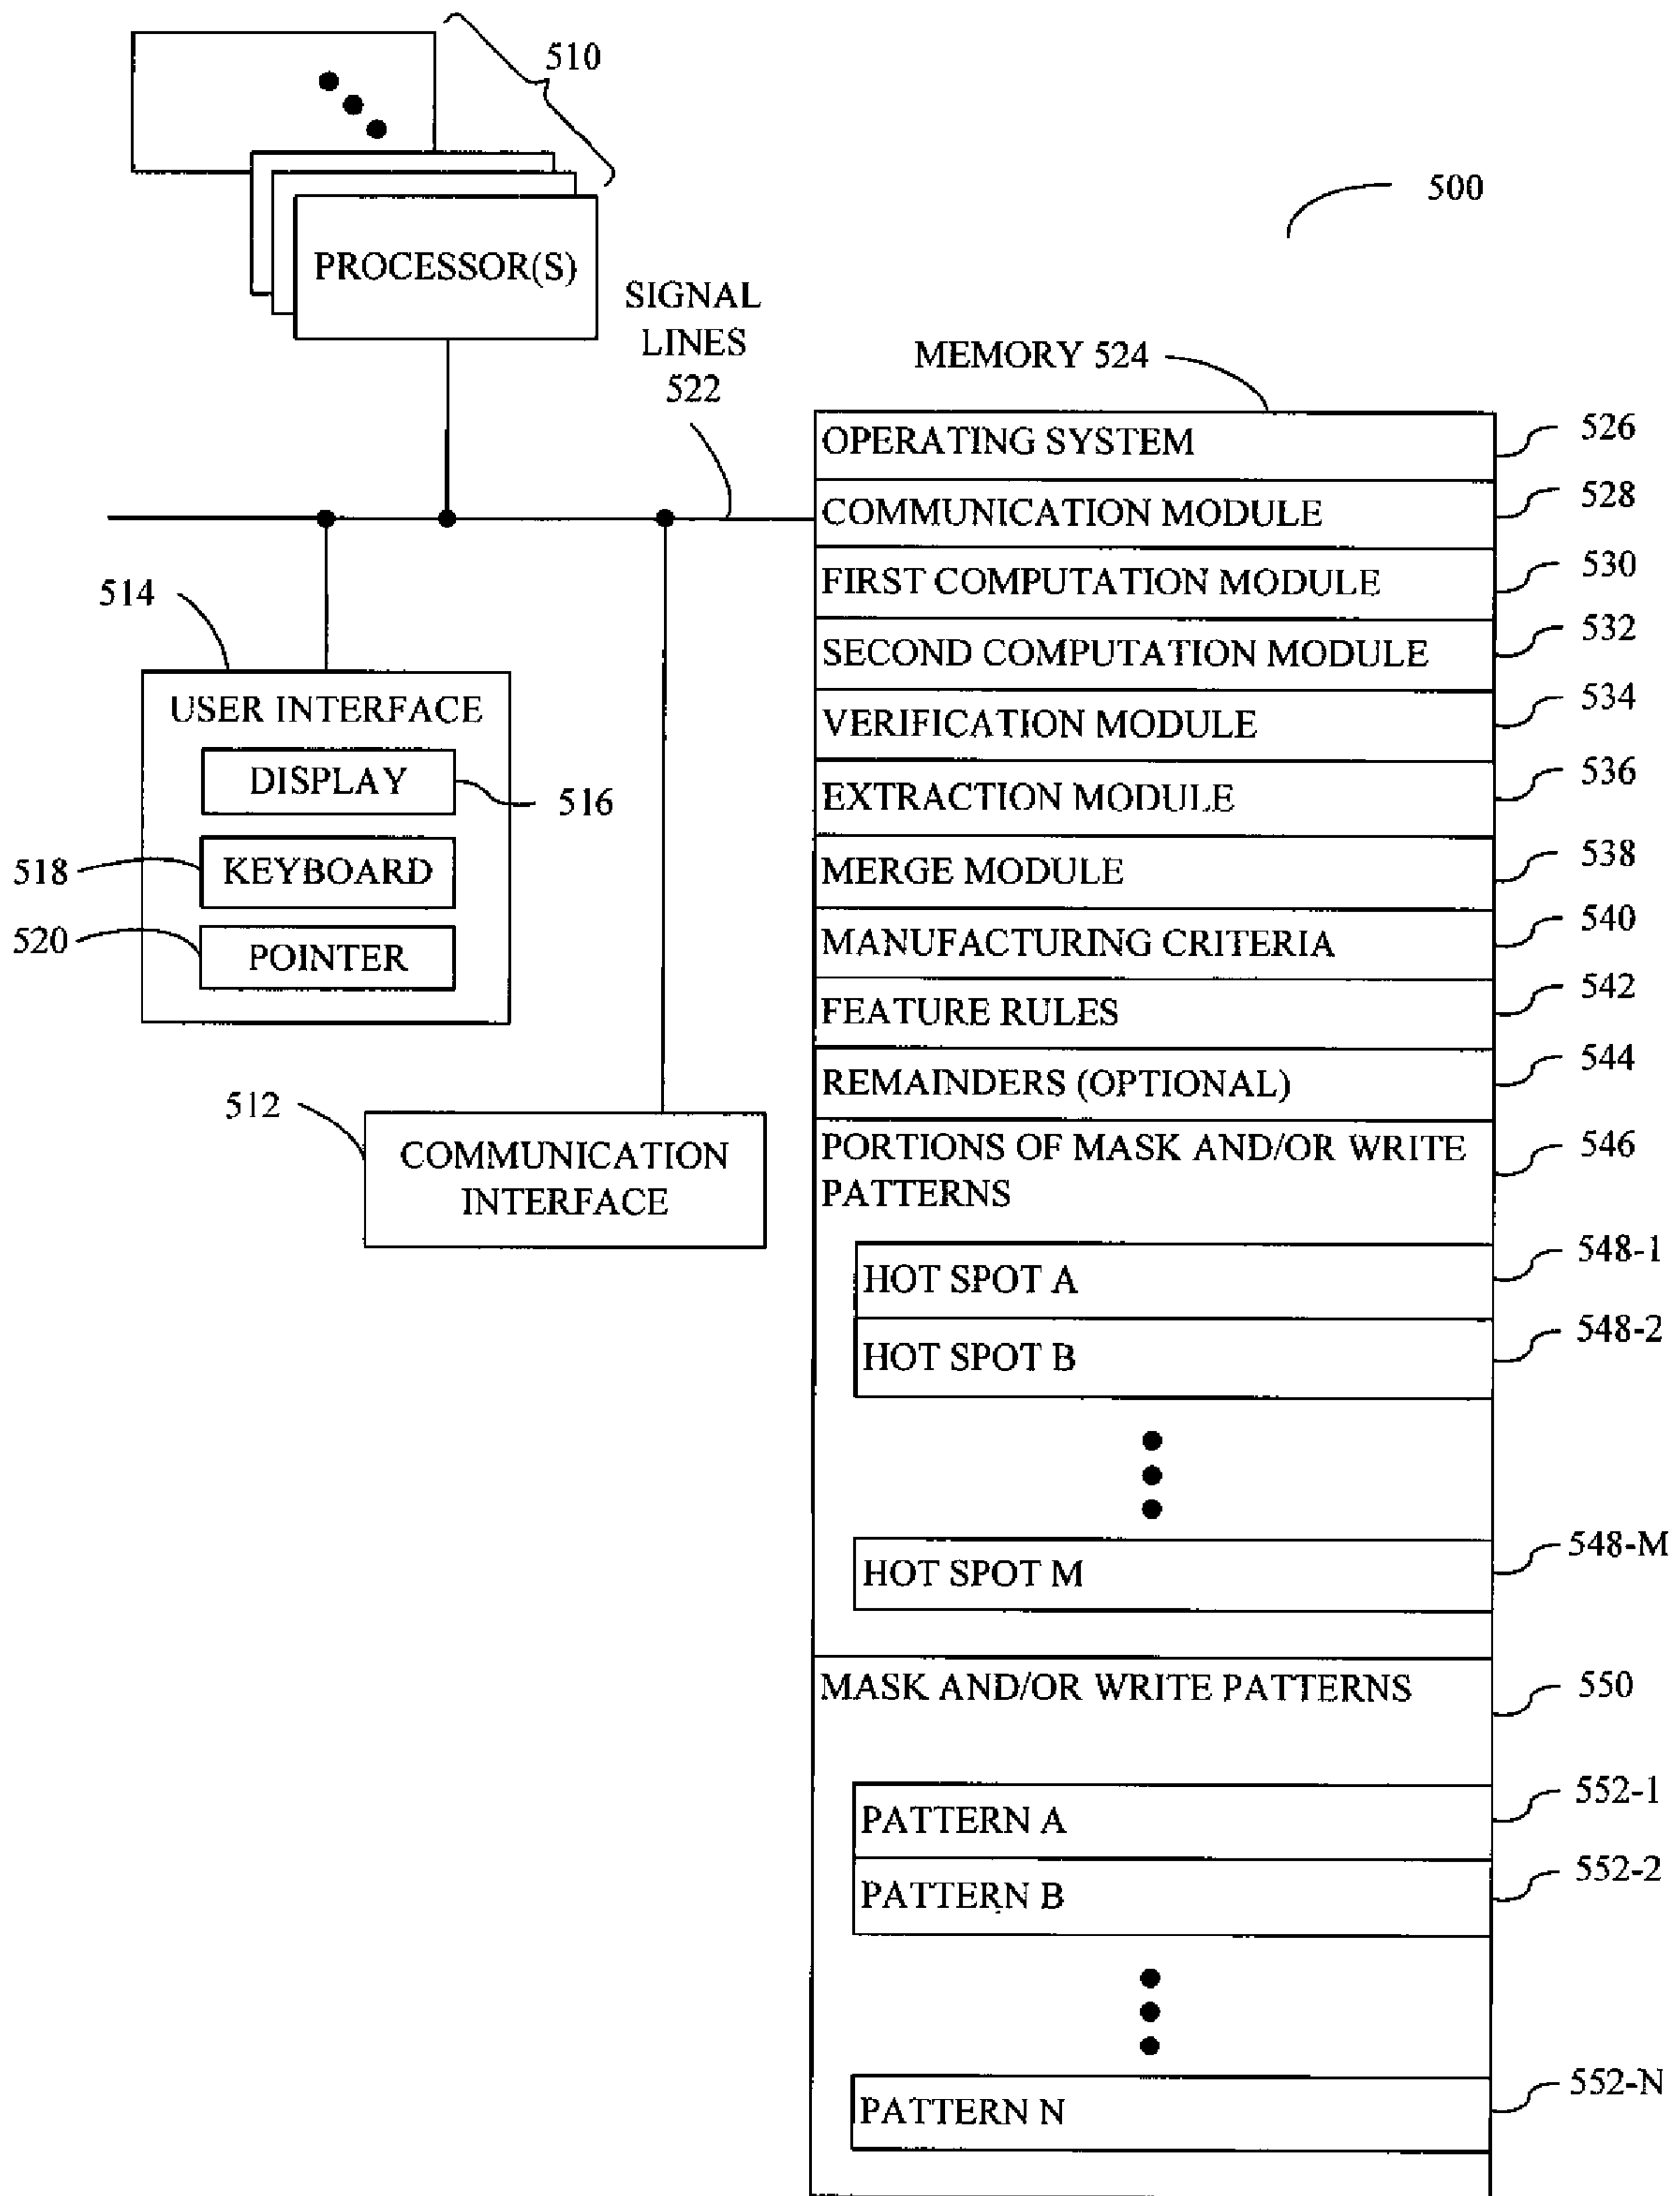 510
PROCESSOR(S)
500
SIGNAL
LINES
522
MEMORY 524
OPERATING SYSTEM
526
COMMUNICATION MODULE
528
FIRST COMPUTATION MODULE
530
SECOND COMPUTATION MODULE
532
VERIFICATION MODULE
534
EXTRACTION MODULE
536
MERGE MODULE
538
MANUFACTURING CRITERIA
540
FEATURE RULES
542
REMAINDERS (OPTIONAL)
544
PORTIONS OF MASK AND/OR WRITE
PATTERNS
546
HOT SPOT A
548-1
HOT SPOT B
548-2
HOT SPOT M
548-M
MASK AND/OR WRITE PATTERNS
550
PATTERN A
552-1
PATTERN B
552-2
PATTERN N
552-N
514
USER INTERFACE
DISPLAY
516
518
KEYBOARD
520
POINTER
512
COMMUNICATION
INTERFACE